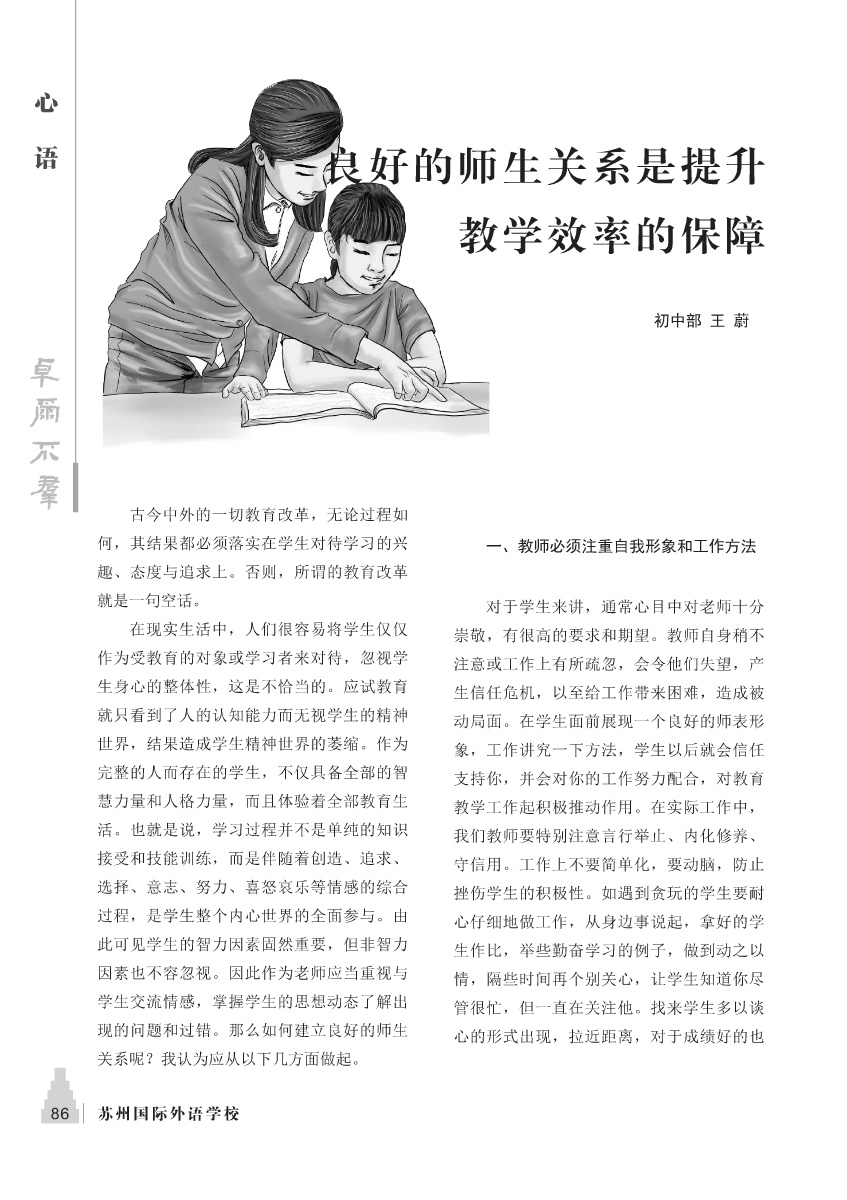 心
语
良好的师生关系是提升
教学效率的保障
初中部 王 蔚
卓尔不群
古今中外的一切教育改革，无论过程如
何，其结果都必须落实在学生对待学习的兴
趣、态度与追求上。否则，所谓的教育改革
就是一句空话。
在现实生活中，人们很容易将学生仅仅
作为受教育的对象或学习者来对待，忽视学
生身心的整体性，这是不恰当的。应试教育
就只看到了人的认知能力而无视学生的精神
世界，结果造成学生精神世界的萎缩。作为
完整的人而存在的学生，不仅具备全部的智
慧力量和人格力量，而且体验着全部教育生
活。也就是说，学习过程并不是单纯的知识
接受和技能训练，而是伴随着创造、追求、
选择、意志、努力、喜怒哀乐等情感的综合
过程，是学生整个内心世界的全面参与。由
此可见学生的智力因素固然重要，但非智力
因素也不容忽视。因此作为老师应当重视与
学生交流情感，掌握学生的思想动态了解出
现的问题和过错。那么如何建立良好的师生
关系呢？我认为应从以下几方面做起。
一、教师必须注重自我形象和工作方法
对于学生来讲，通常心目中对老师十分
崇敬，有很高的要求和期望。教师自身稍不
注意或工作上有所疏忽，会令他们失望，产
生信任危机，以至给工作带来困难，造成被
动局面。在学生面前展现一个良好的师表形
象，工作讲究一下方法，学生以后就会信任
支持你，并会对你的工作努力配合，对教育
教学工作起积极推动作用。在实际工作中，
我们教师要特别注意言行举止、内化修养、
守信用。工作上不要简单化，要动脑，防止
挫伤学生的积极性。如遇到贪玩的学生要耐
心仔细地做工作，从身边事说起，拿好的学
生作比，举些勤奋学习的例子，做到动之以
情，隔些时间再个别关心，让学生知道你尽
管很忙，但一直在关注他。找来学生多以谈
心的形式出现，拉近距离，对于成绩好的也
86
苏州国际外语学校